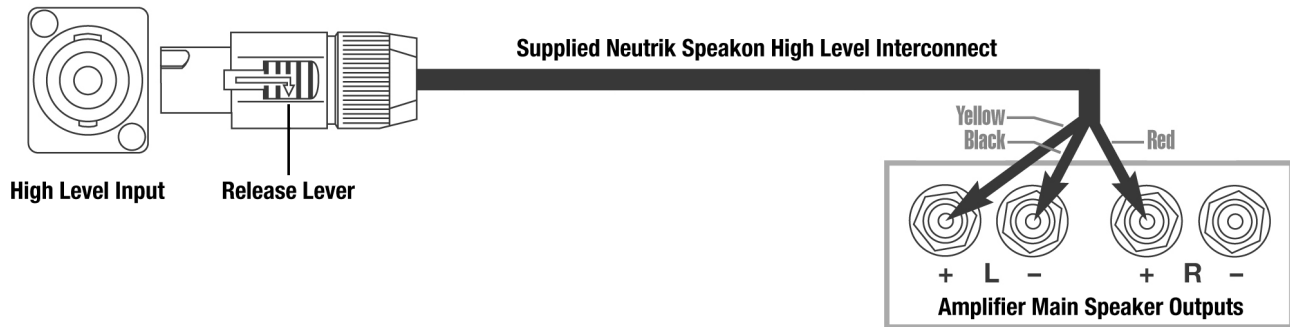 Supplied Neutrik Speakon High Level Interconnect
Yellow
Black
Red
High Level Input
Release Lever
+ L - + R -
Amplifier Main Speaker Outputs